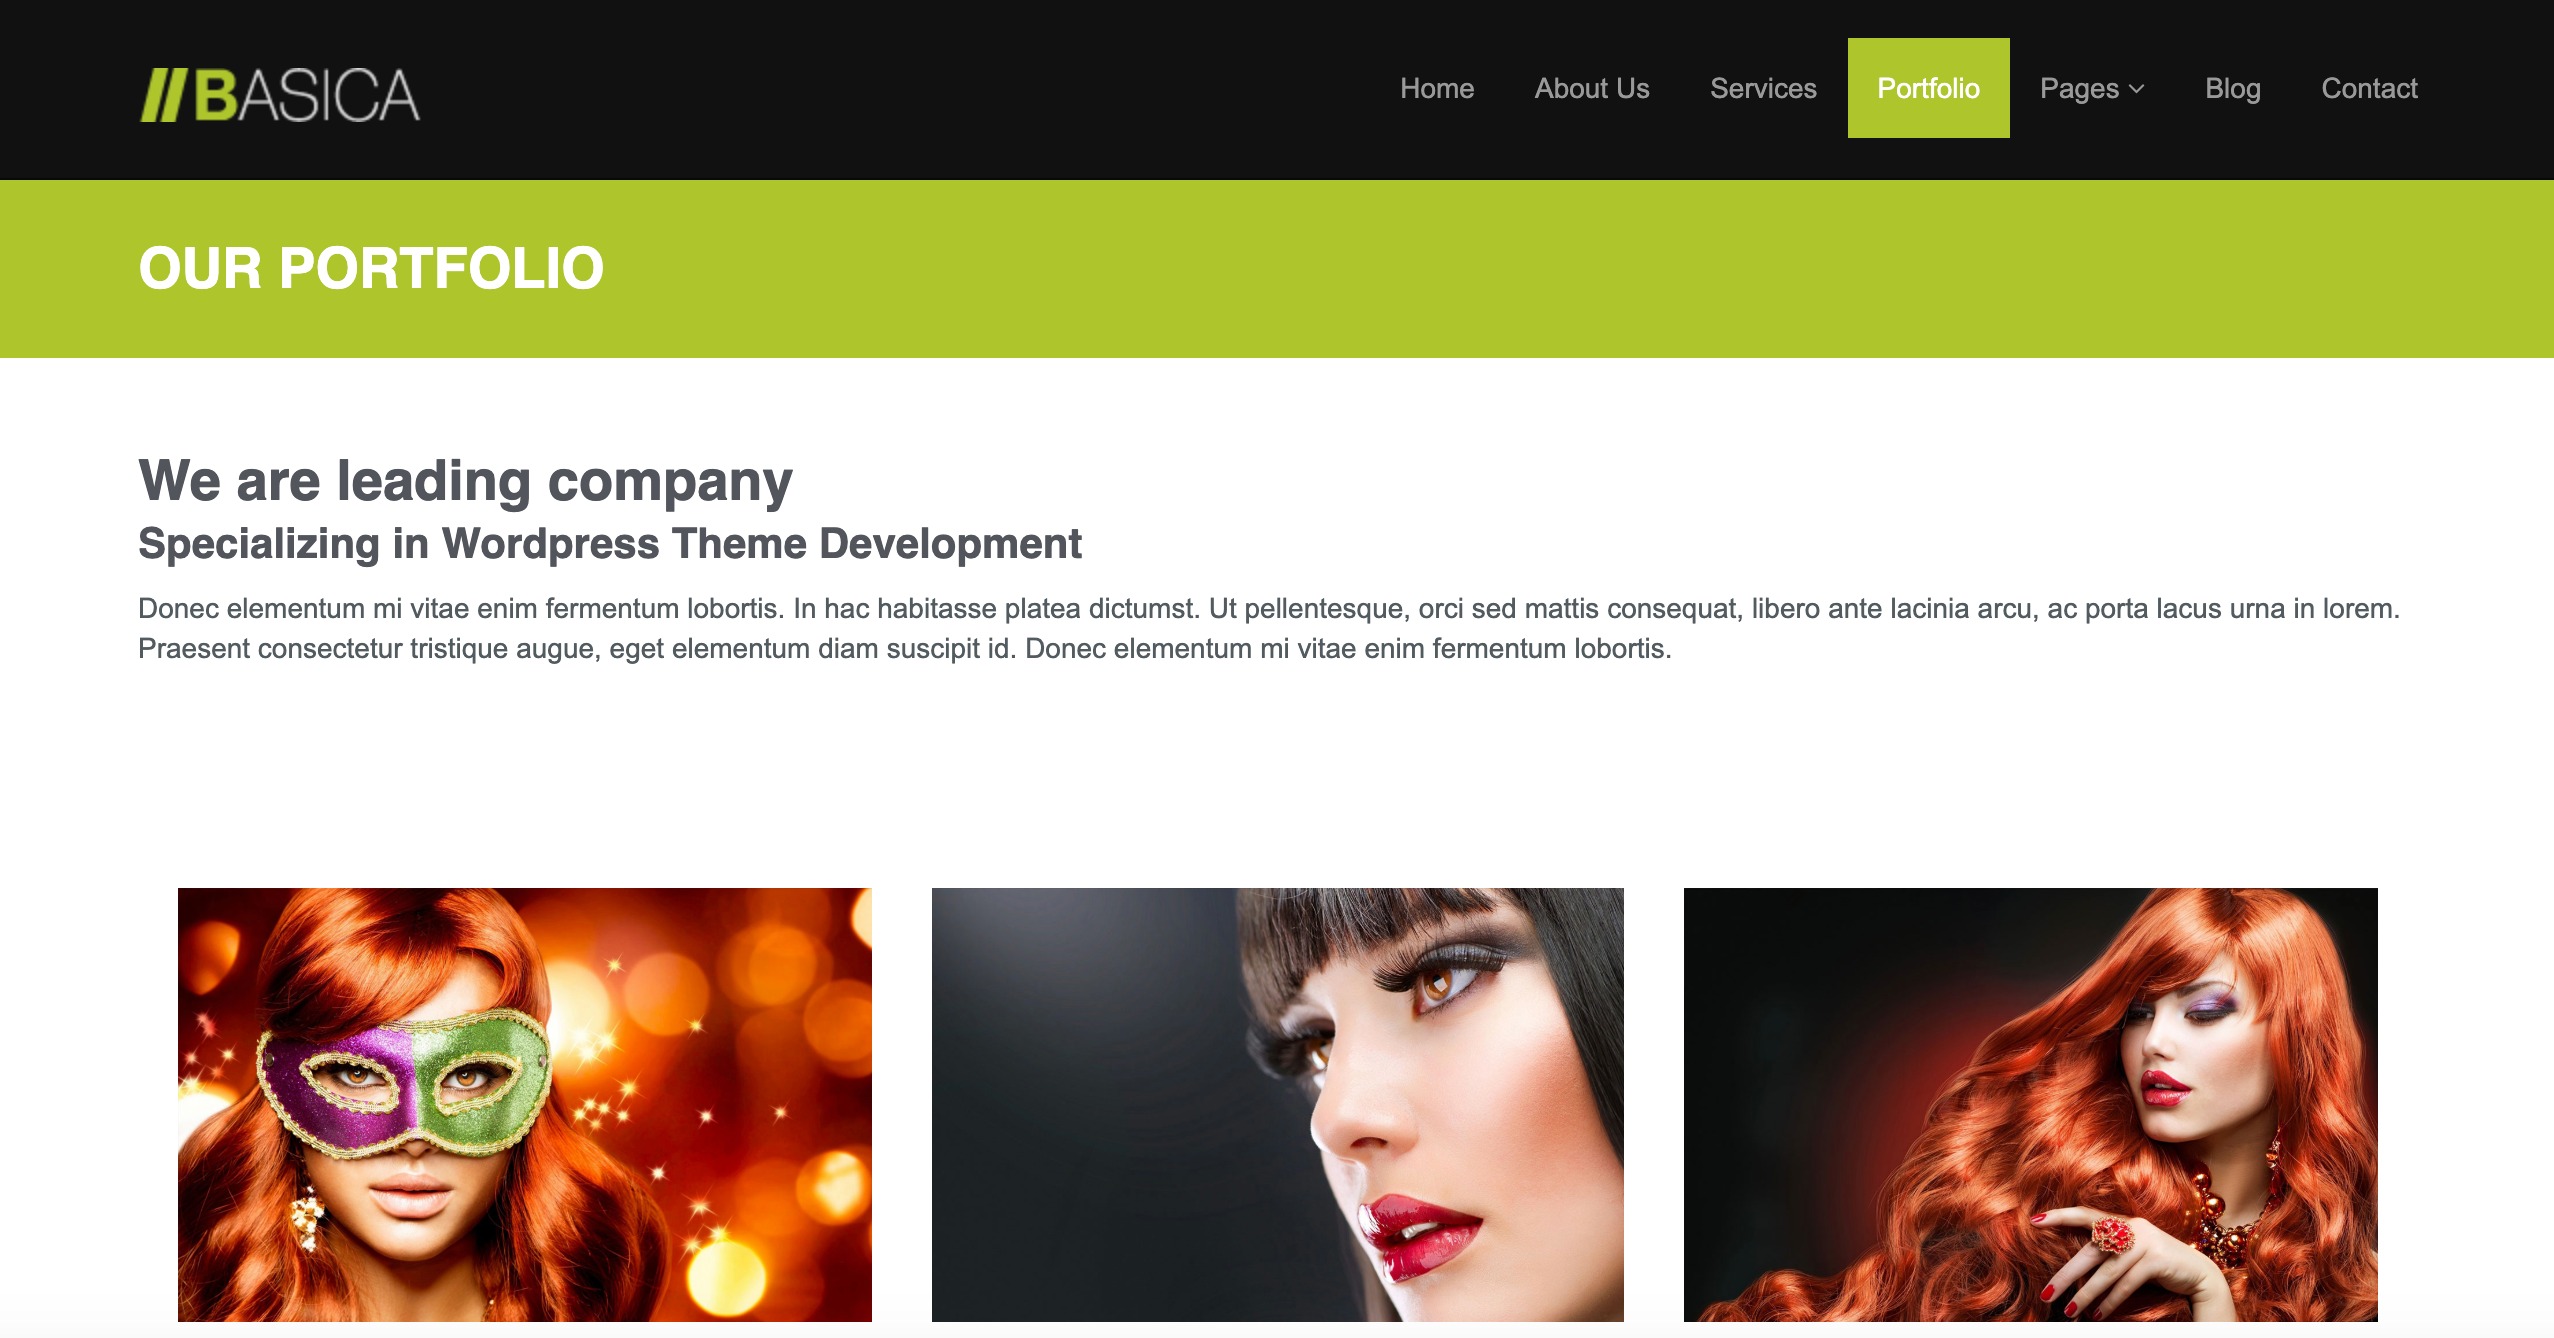 //BASICA
Home About Us Services Portfolio Pages Blog Contact
OUR PORTFOLIO
We are leading company
Specializing in Wordpress Theme Development
Donec elementum mi vitae enim fermentum lobortis. In hac habitasse platea dictumst. Ut pellentesque, orci sed mattis consequat, libero ante lacinia arcu, ac porta lacus urna in lorem.
Praesent consectetur tristique augue, eget elementum diam suscipit id. Donec elementum mi vitae enim fermentum lobortis.